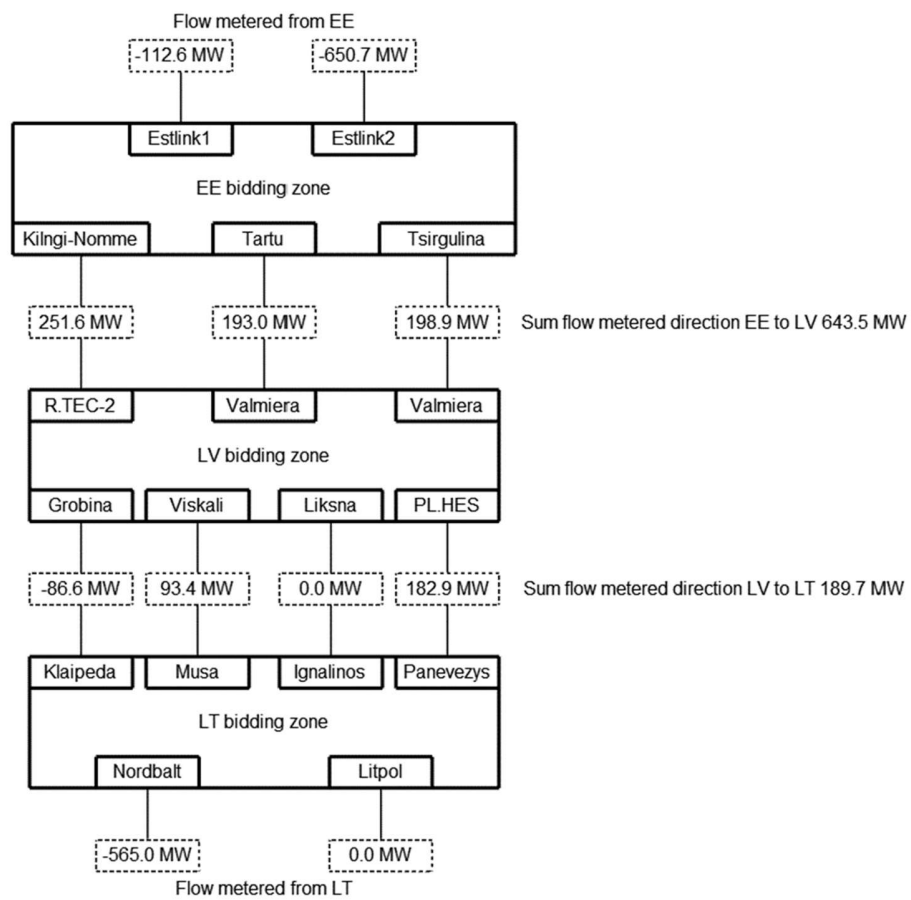 Flow metered from EE
-112.6 MW
-650.7 MW
Estlink1
Estlink2
EE bidding zone
Kilngi-Nomme
Tartu
Tsirgulina
251.6 MW
193.0 MW
198.9 MW
Sum flow metered direction EE to LV 643.5 MW
R.TEC-2
Valmiera
Valmiera
LV bidding zone
Grobina
Viskali
Liksna
PL.HES
-86.6 MW
93.4 MW
0.0 MW
182.9 MW
Sum flow metered direction LV to LT 189.7 MW
Klaipeda
Musa
Ignalinos
Panevezys
LT bidding zone
Nordbalt
Litpol
-565.0 MW
0.0 MW
Flow metered from LT